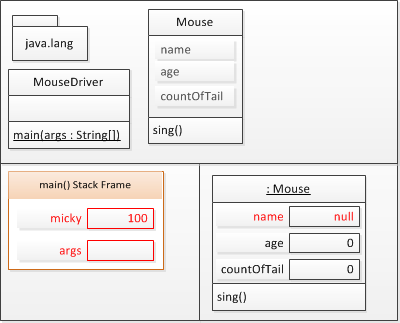 java.lang
Mouse
name
age
countOfTail
sing()
MouseDriver
main(args : String[])
main() Stack Frame
micky 100
args
: Mouse
name null
age 0
countOfTail 0
sing()